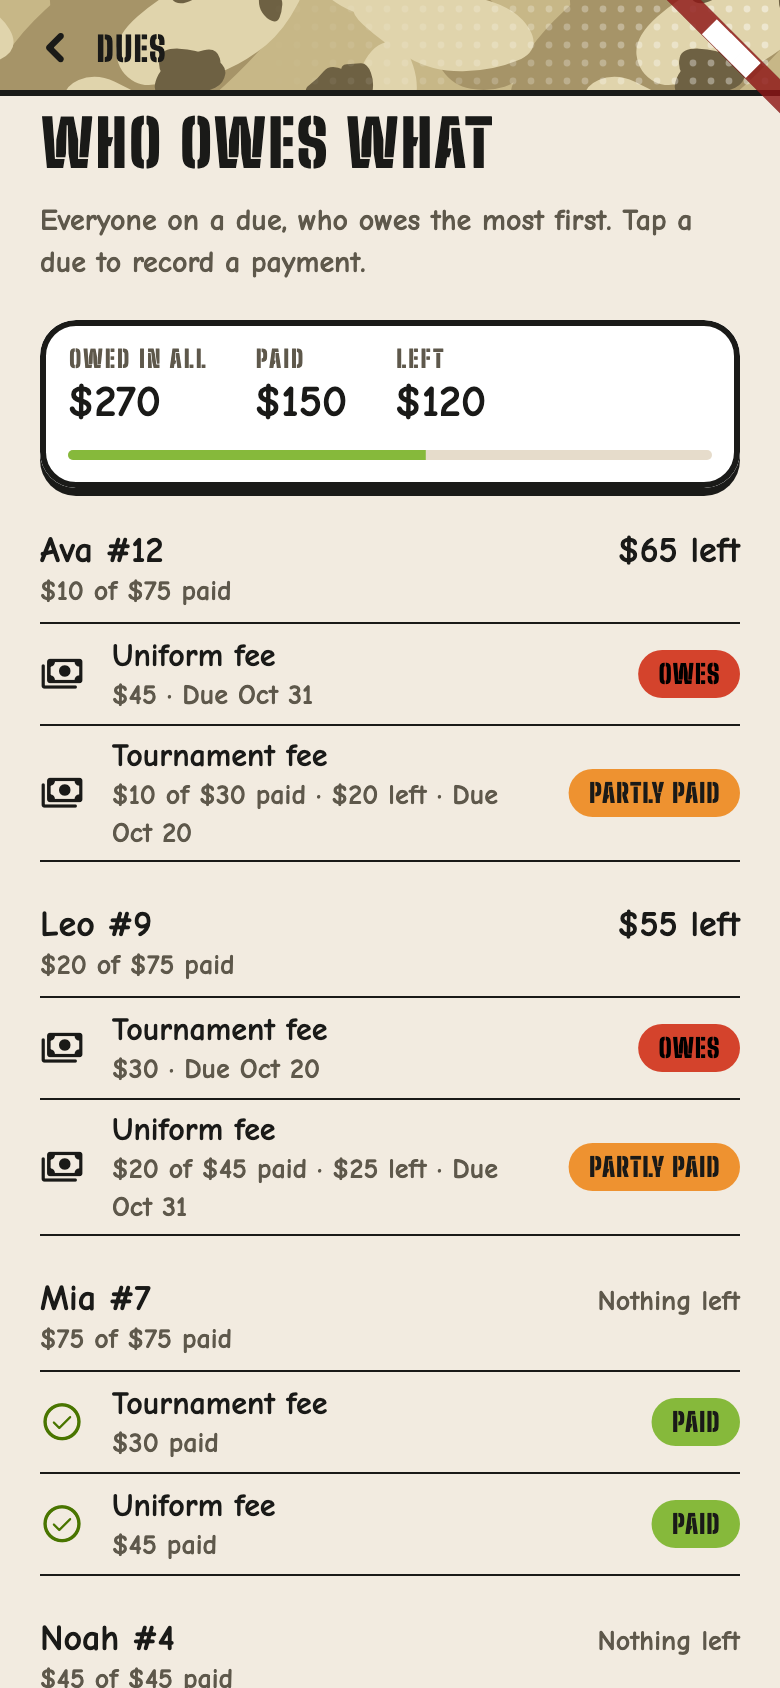 DUES
WHO OWES WHAT
Everyone on a due, who owes the most first. Tap a
due to record a payment.
OWED IN ALL PAID LEFT
$270 $150 $120
Ava #12 $65 left
$10 of $75 paid
Uniform fee
$45 · Due Oct 31
OWES
Tournament fee
$10 of $30 paid · $20 left · Due
Oct 20
PARTLY PAID
Leo #9 $55 left
$20 of $75 paid
Tournament fee
$30 · Due Oct 20
OWES
Uniform fee
$20 of $45 paid · $25 left · Due
Oct 31
PARTLY PAID
Mia #7 Nothing left
$75 of $75 paid
Tournament fee
$30 paid
PAID
Uniform fee
$45 paid
PAID
Noah #4 Nothing left
$45 of $45 paid